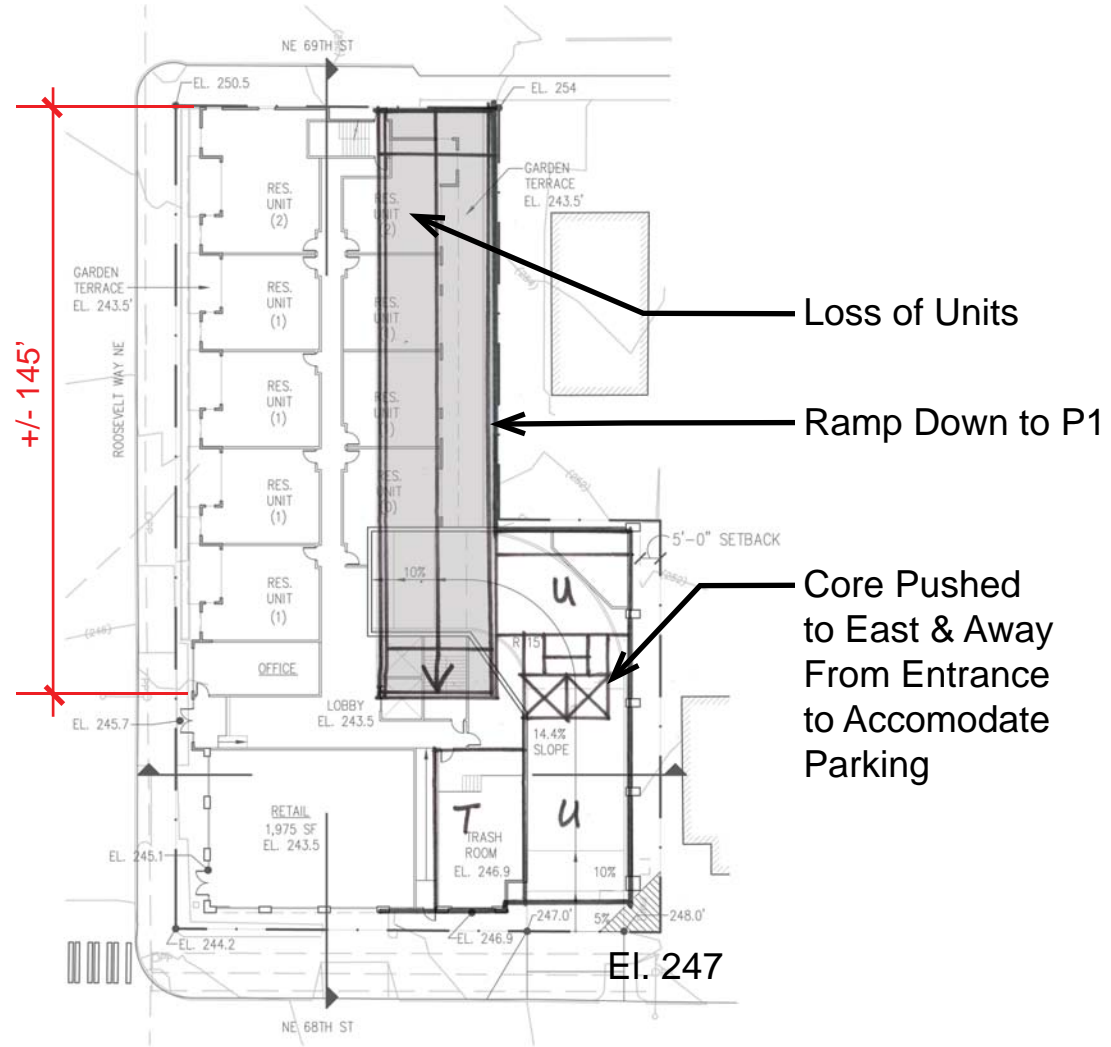 NE 69TH ST
EL. 250.5
EL. 254
+/- 145'
GARDEN
TERRACE
EL. 243.5'
RES.
UNIT
(2)
RES.
UNIT
(2)
Loss of Units
GARDEN
TERRACE
EL. 243.5'
RES.
UNIT
(1)
RES.
UNIT
ROOSEVELT WAY NE
RES.
UNIT
(1)
RES.
UNIT
Ramp Down to P1
RES.
UNIT
(1)
RES.
UNIT
(0)
5'-0" SETBACK
10%
U
RES.
UNIT
(1)
Core Pushed
to East & Away
From Entrance
to Accomodate
Parking
OFFICE
LOBBY
EL. 243.5
EL. 245.7
14.4%
SLOPE
RETAIL
1,975 SF
EL. 243.5
T
TRASH
ROOM
EL. 246.9
U
EL. 245.1
10%
5%
247.0'
248.0'
EL. 244.2
EL. 246.9
El. 247
NE 68TH ST